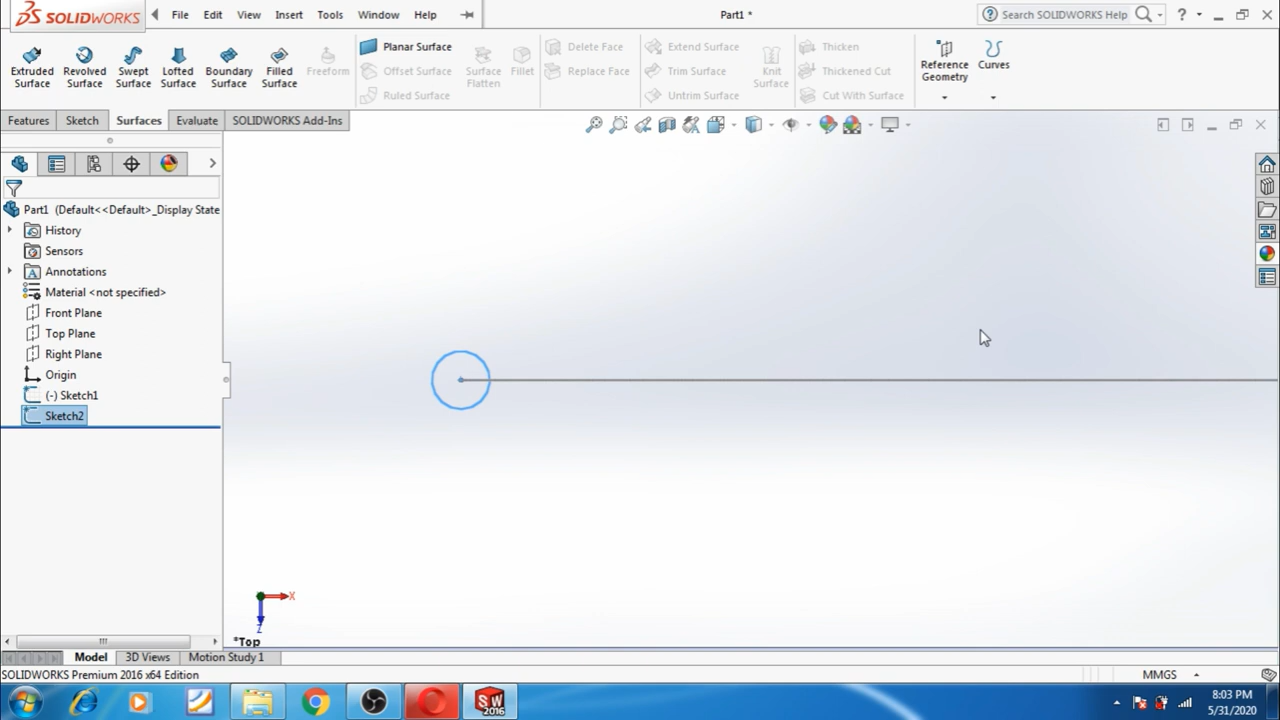 SOLIDWORKS File Edit View Insert Tools Window Help Part1 * Search SOLIDWORKS Help ?
Extruded Surface
Revolved Surface
Swept Surface
Lofted Surface
Boundary Surface
Filled Surface
Freeform
Planar Surface
Offset Surface
Ruled Surface
Surface Flatten
Fillet
Delete Face
Replace Face
Extend Surface
Trim Surface
Untrim Surface
Knit Surface
Thicken
Thickened Cut
Cut With Surface
Reference Geometry
Curves
Features Sketch Surfaces Evaluate SOLIDWORKS Add-Ins
Part1 (Default<<Default>_Display State
History
Sensors
A Annotations
Material <not specified>
Front Plane
Top Plane
Right Plane
Origin
(-) Sketch1
Sketch2
X
Z
*Top
Model 3D Views Motion Study 1
SOLIDWORKS Premium 2016 x64 Edition MMGS
SW 2016
8:03 PM
5/31/2020